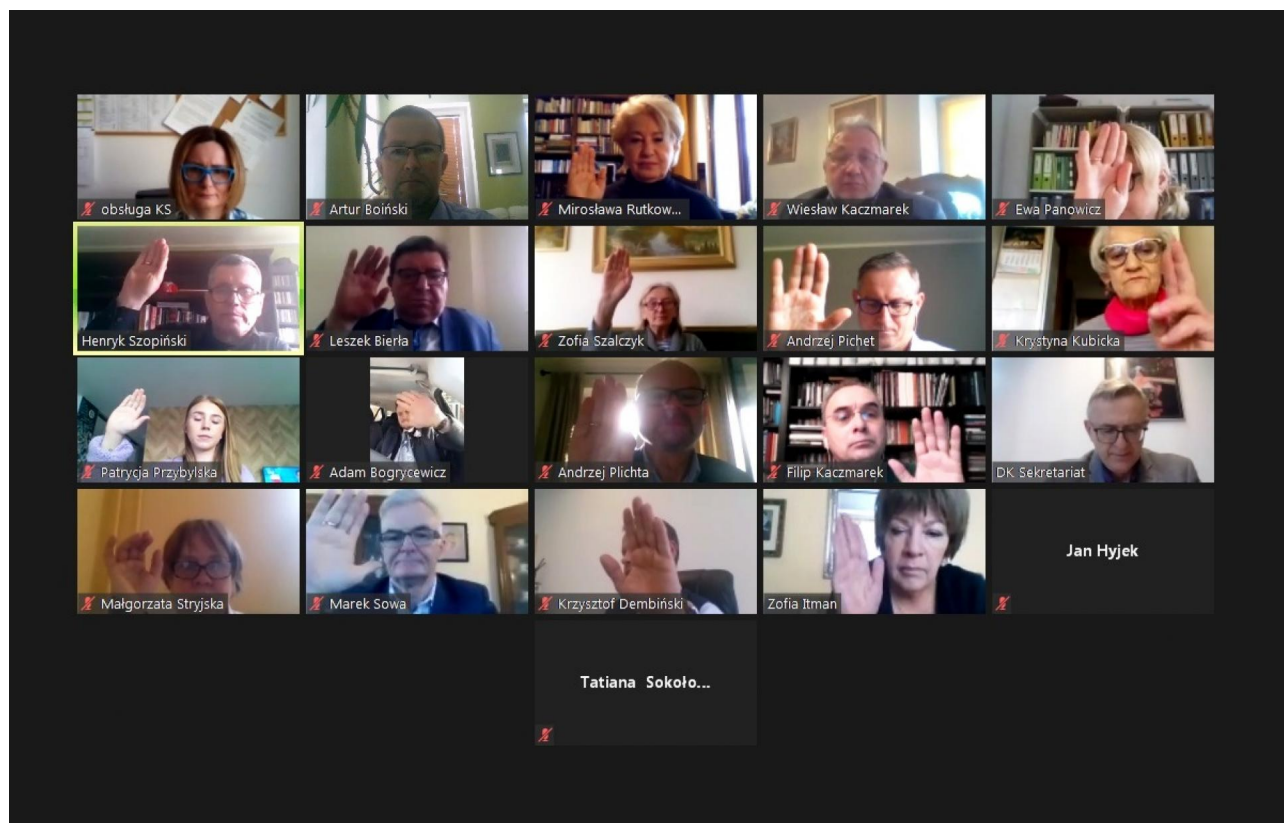 obsługa KS
Artur Boiński
Mirosława Rutkow...
Wiesław Kaczmarek
Ewa Panowicz
Henryk Szopiński
Leszek Bierła
Zofia Szalczyk
Andrzej Pichet
Krystyna Kubicka
Patrycja Przybylska
Adam Bogrycewicz
Andrzej Plichta
Filip Kaczmarek
DK Sekretariat
Małgorzata Stryjska
Marek Sowa
Krzysztof Dembiński
Zofia Itman
Jan Hyjek
Tatiana Sokoło...